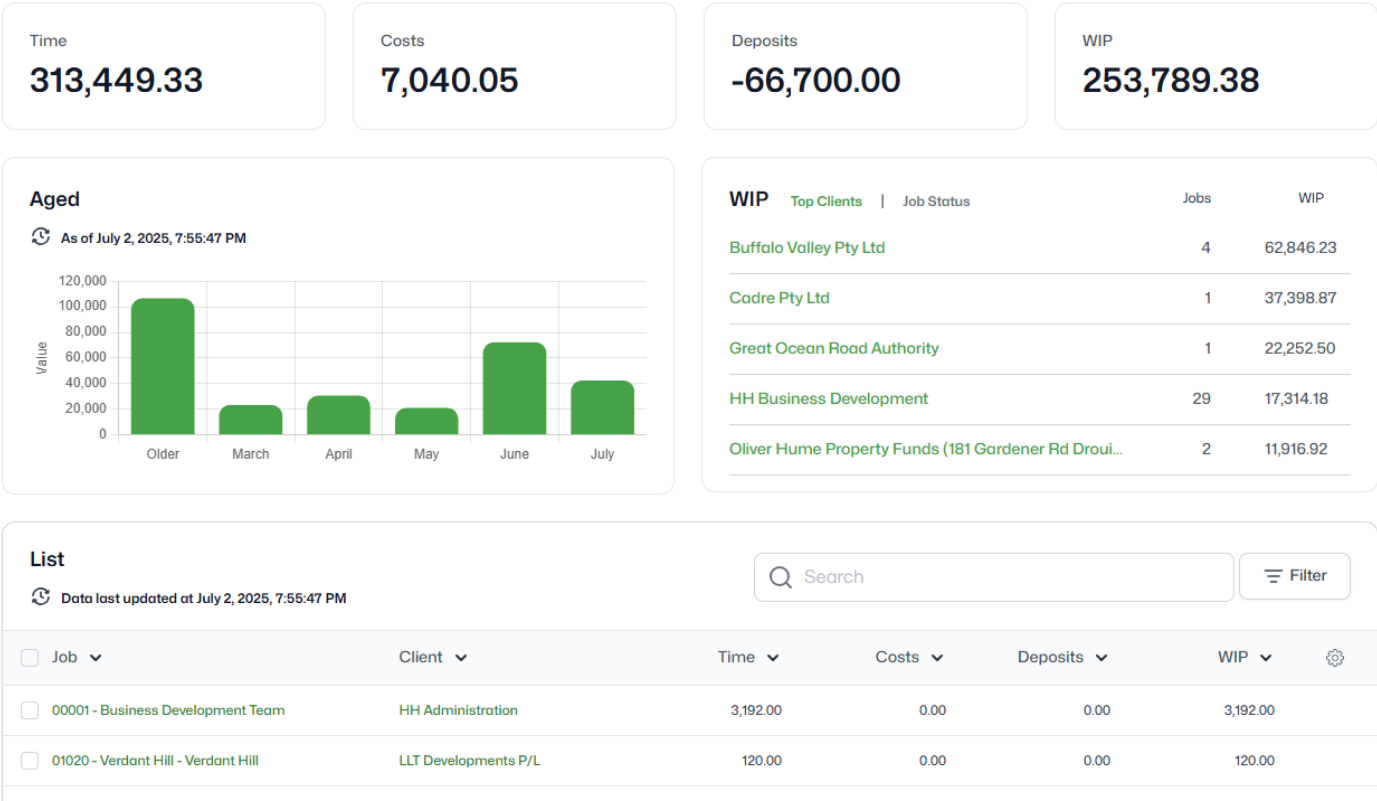 Time
313,449.33
Costs
7,040.05
Deposits
-66,700.00
WIP
253,789.38
Aged
As of July 2, 2025, 7:55:47 PM
120,000
100,000
80,000
60,000
40,000
20,000
0
Value
Older March April May June July
WIP Top Clients | Job Status Jobs WIP
Buffalo Valley Pty Ltd 4 62,846.23
Cadre Pty Ltd 1 37,398.87
Great Ocean Road Authority 1 22,252.50
HH Business Development 29 17,314.18
Oliver Hume Property Funds (181 Gardener Rd Droui... 2 11,916.92
List
Data last updated at July 2, 2025, 7:55:47 PM
Search
Filter
Job Client Time Costs Deposits WIP
00001 - Business Development Team HH Administration 3,192.00 0.00 0.00 3,192.00
01020 - Verdant Hill - Verdant Hill LLT Developments P/L 120.00 0.00 0.00 120.00